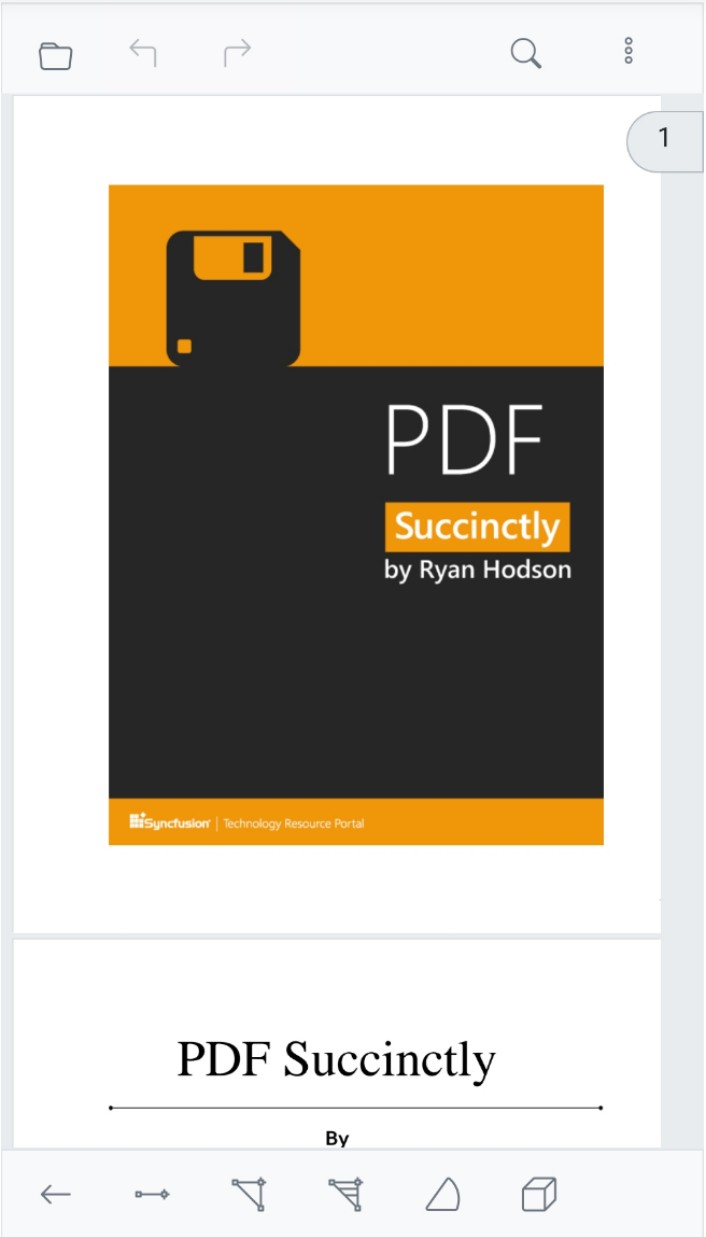 1
PDF
Succinctly
by Ryan Hodson
Syncfusion | Technology Resource Portal
PDF Succinctly
By